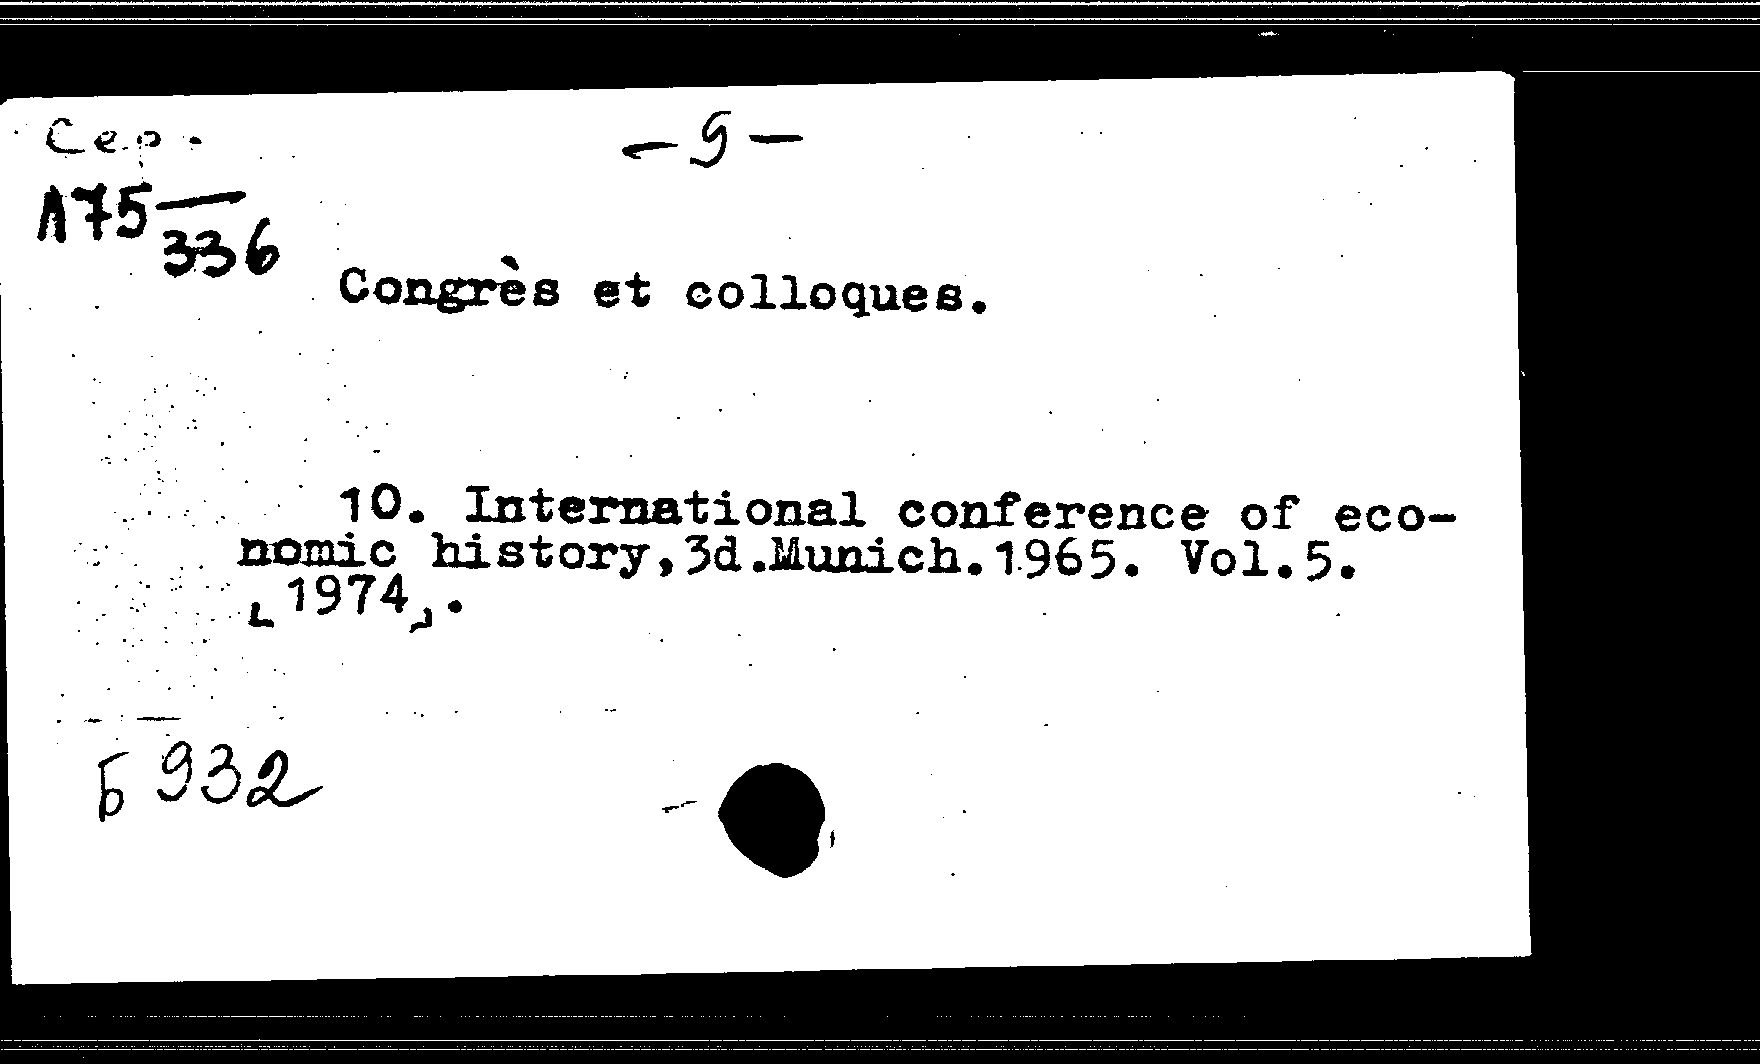 Сер.
– 9 –
Л75–
336
Congrès et colloques.
10. International conference of eco-
nomic history,3d.Munich.1965. Vol.5.
[1974].
Б 932